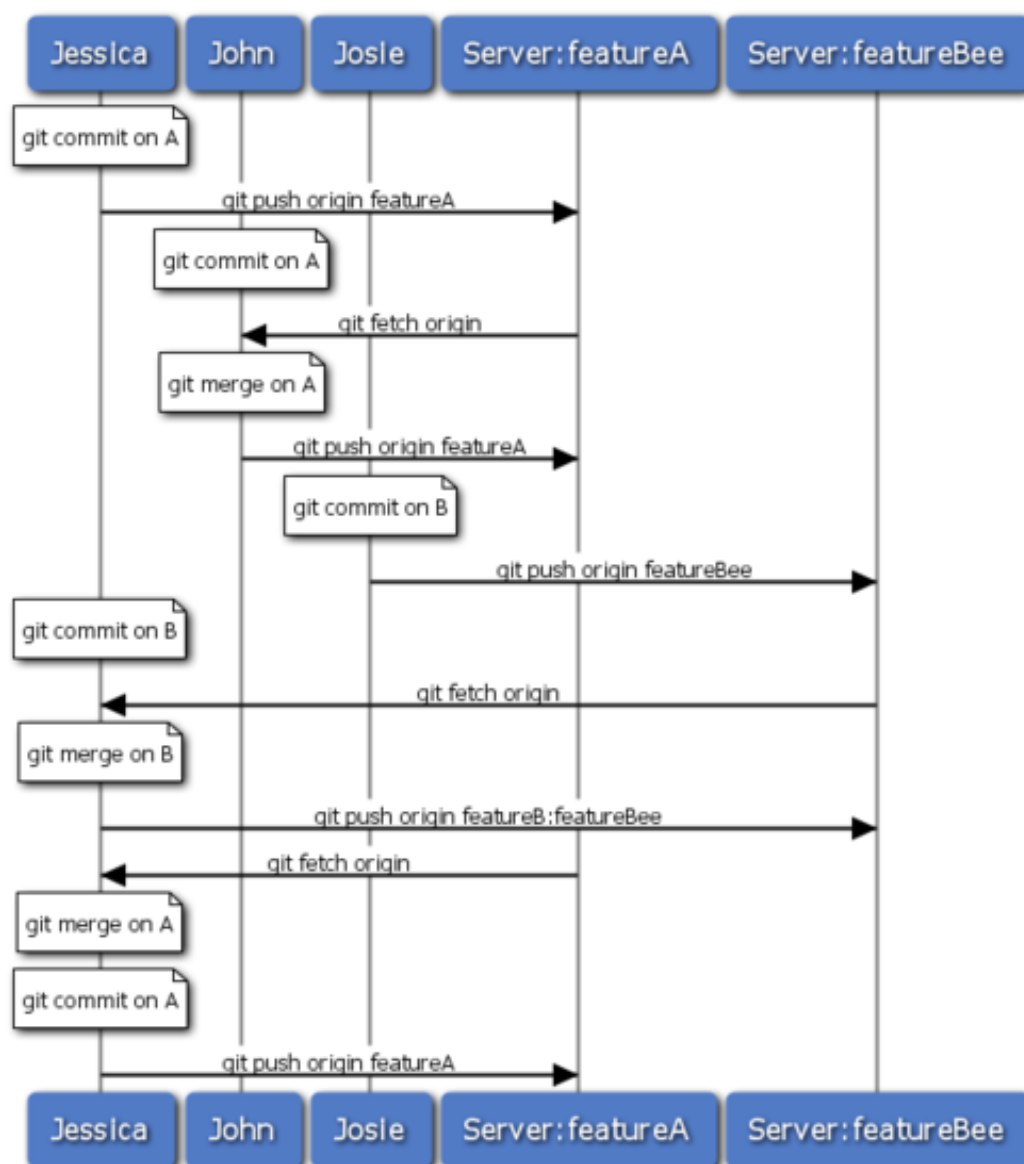 Jessica
John
Josie
Server:featureA
Server:featureBee
git commit on A
git push origin featureA
git commit on A
git fetch origin
git merge on A
git push origin featureA
git commit on B
git push origin featureBee
git commit on B
git fetch origin
git merge on B
git push origin featureB:featureBee
git fetch origin
git merge on A
git commit on A
git push origin featureA
Jessica
John
Josie
Server:featureA
Server:featureBee